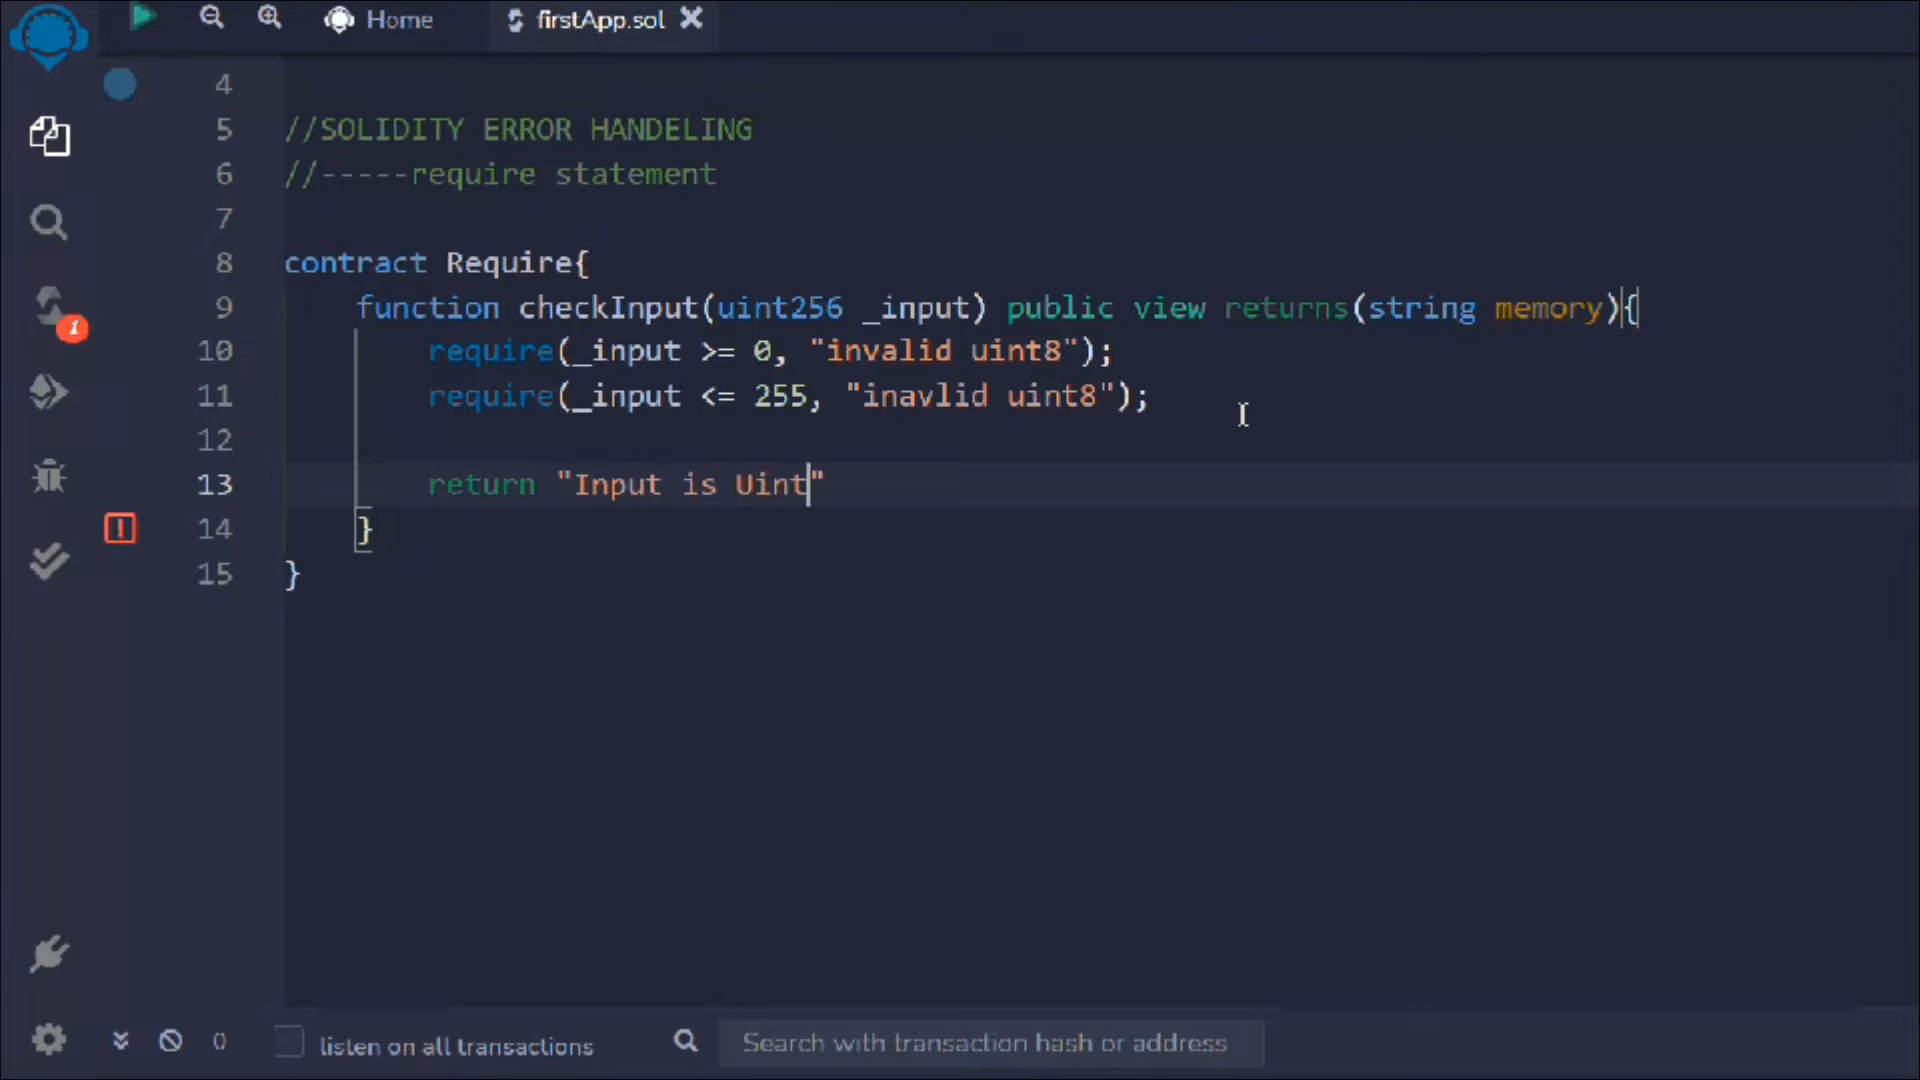 Home firstApp.sol
4
5 //SOLIDITY ERROR HANDELING
6 //-----require statement
7
8 contract Require{
9 function checkInput(uint256 _input) public view returns(string memory){
1
10 require(_input >= 0, "invalid uint8");
11 require(_input <= 255, "inavlid uint8");
12
13 return "Input is Uint"
14 }
15 }
0 listen on all transactions Search with transaction hash or address